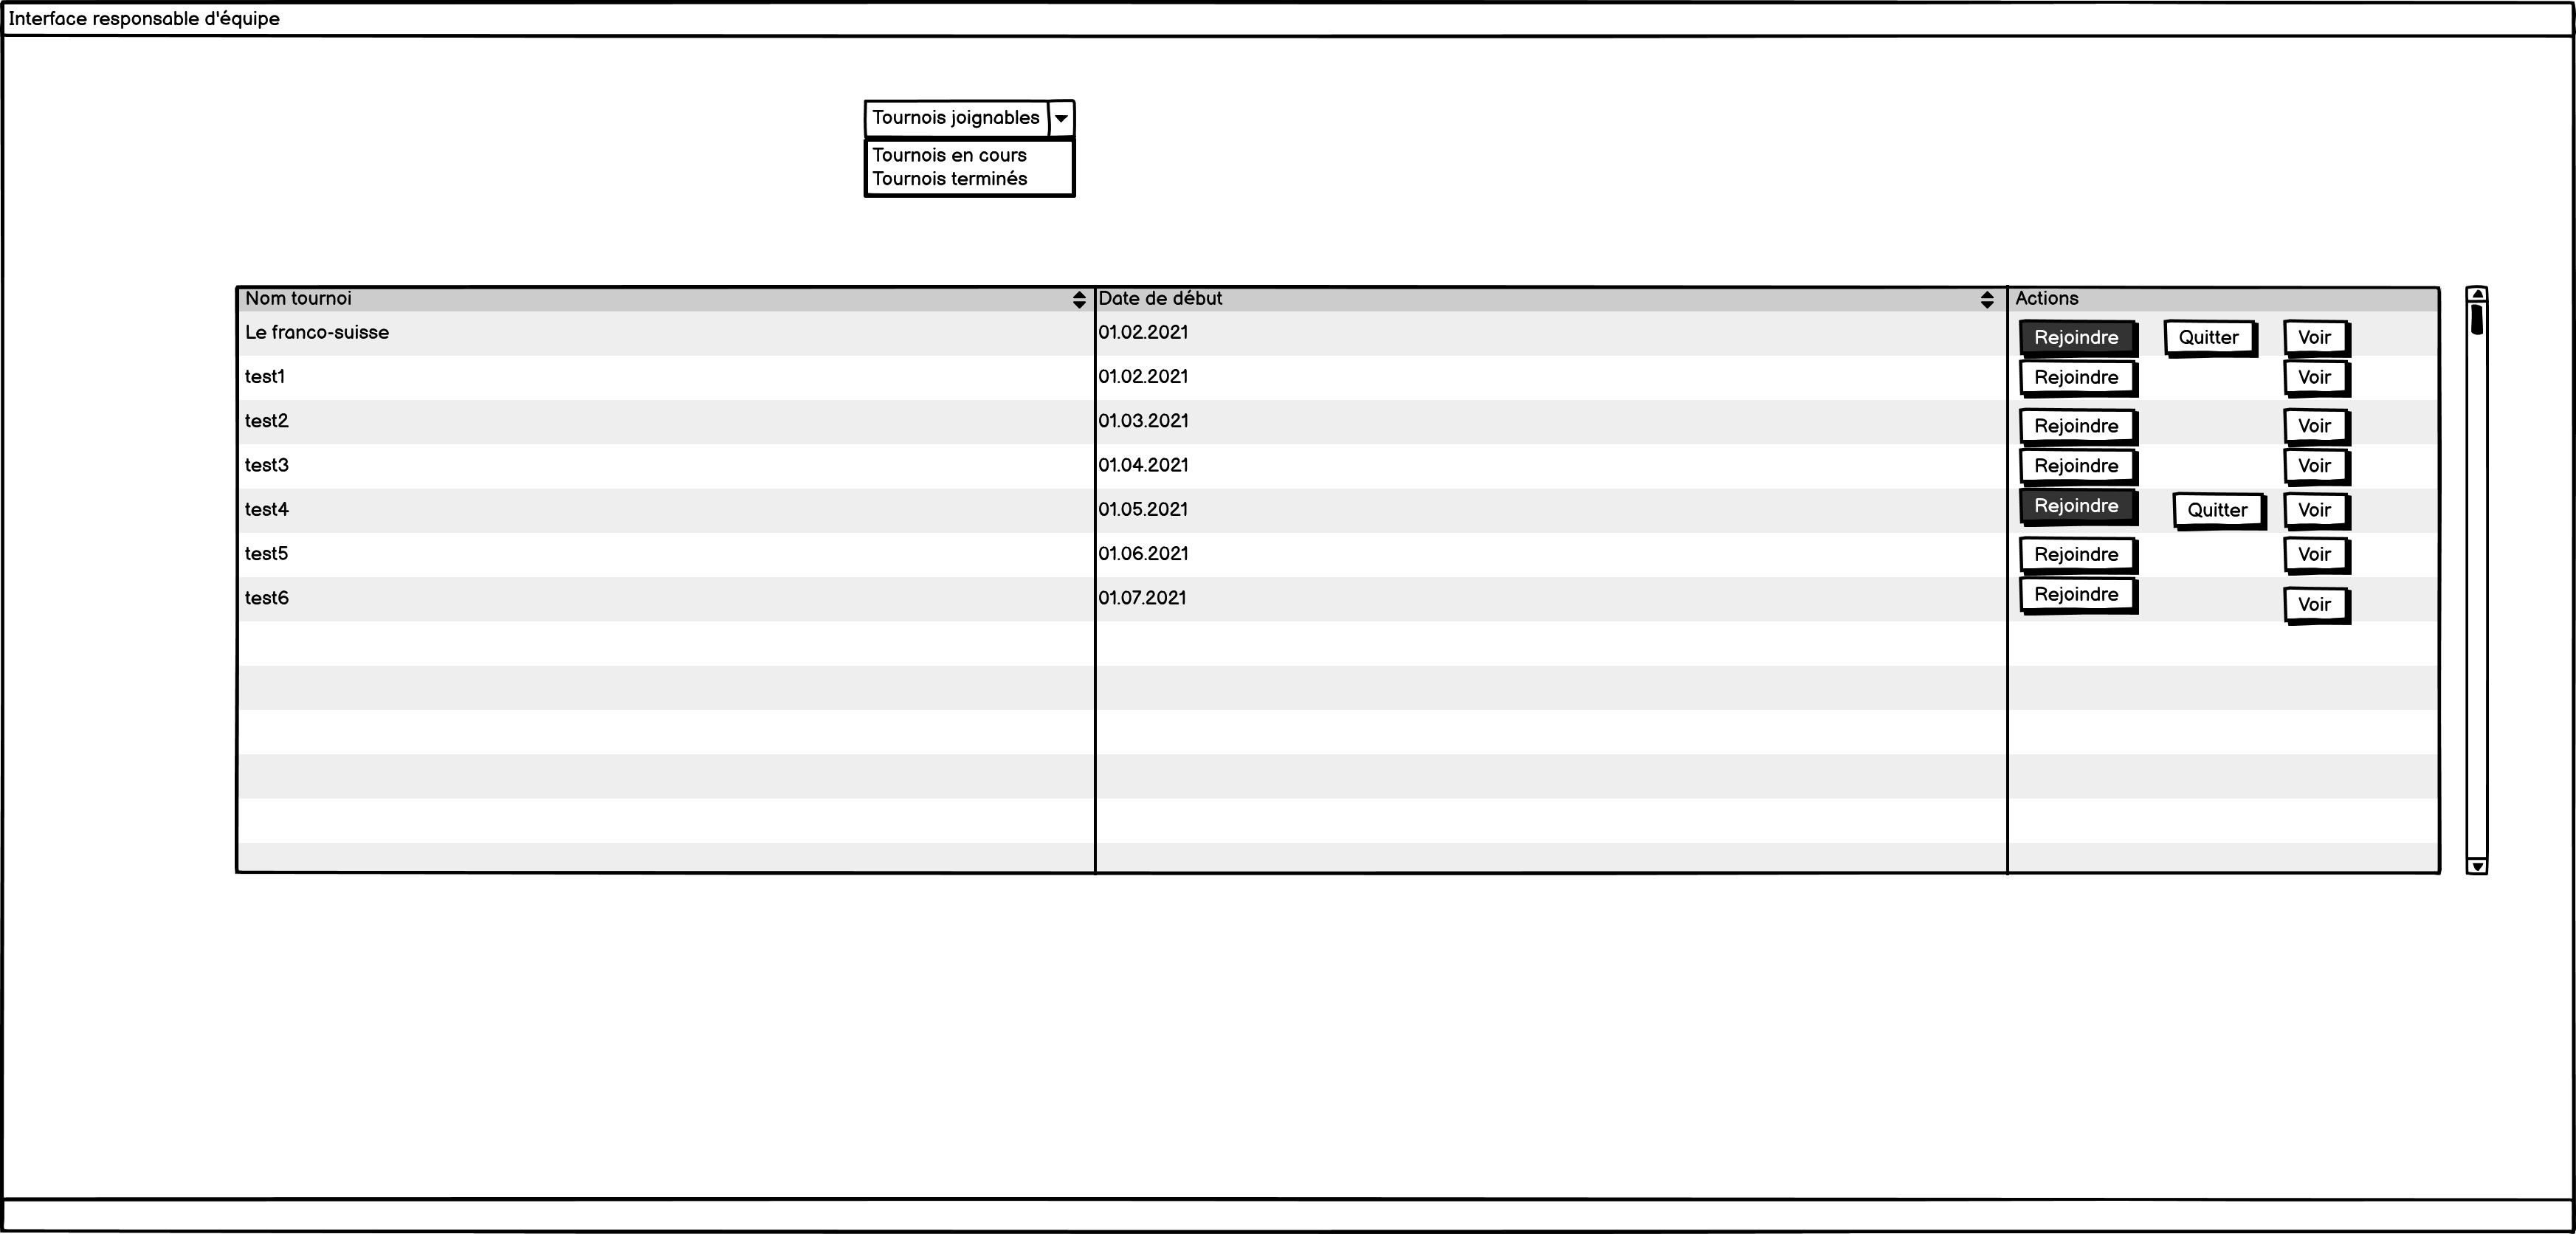 Interface responsable d'équipe
Tournois joignables
Tournois en cours
Tournois terminés
Nom tournoi Date de début Actions
Le franco-suisse 01.02.2021 Rejoindre Quitter Voir
test1 01.02.2021 Rejoindre Voir
test2 01.03.2021 Rejoindre Voir
test3 01.04.2021 Rejoindre Voir
test4 01.05.2021 Rejoindre Quitter Voir
test5 01.06.2021 Rejoindre Voir
test6 01.07.2021 Rejoindre Voir